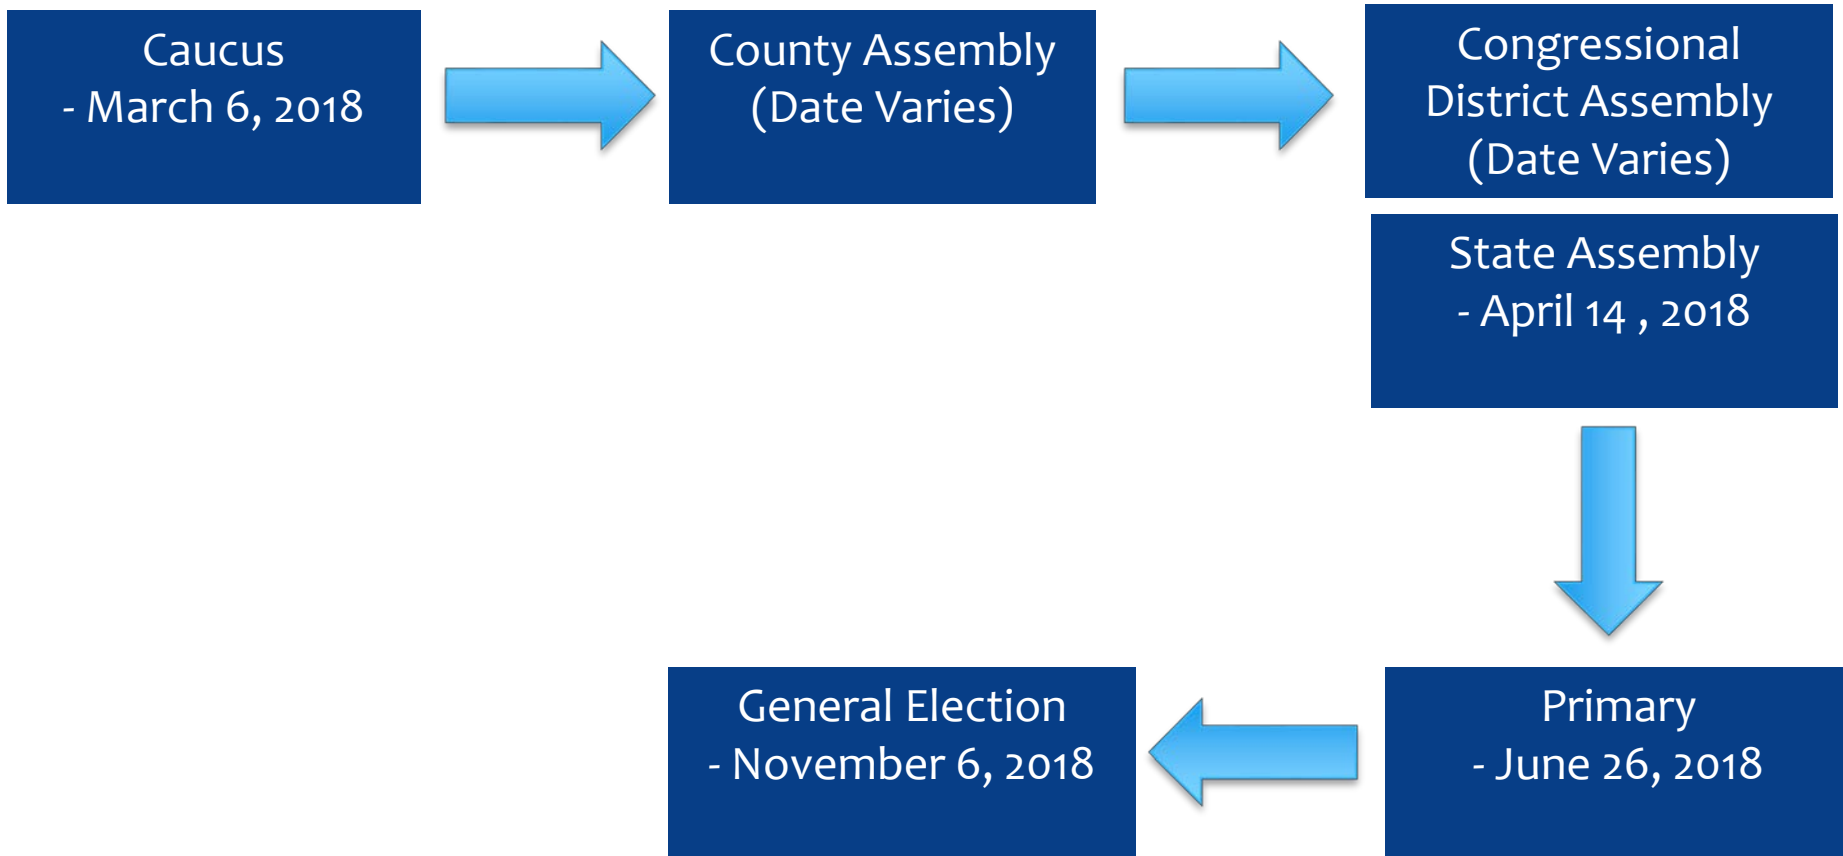 Caucus
- March 6, 2018
County Assembly
(Date Varies)
Congressional
District Assembly
(Date Varies)
State Assembly
- April 14 , 2018
Primary
- June 26, 2018
General Election
- November 6, 2018